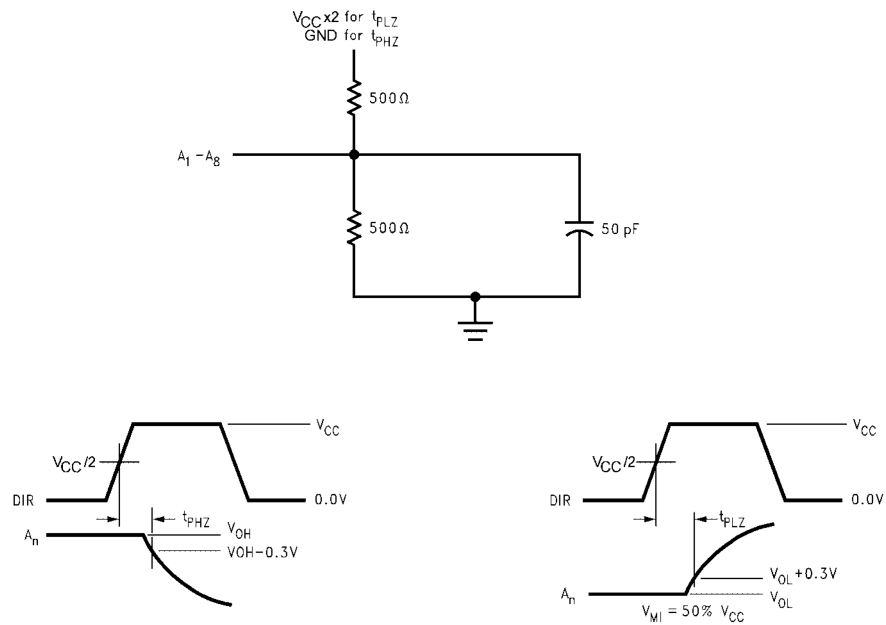 VCC x2 for tPLZ
GND for tPHZ
500Ω
A1 – A8
500Ω
50 pF
VCC
VCC/2
DIR
0.0V
tPHZ
An
VOH
VOH–0.3V
VCC
VCC/2
DIR
0.0V
tPLZ
VOL+0.3V
An
VOL
VMI = 50% VCC